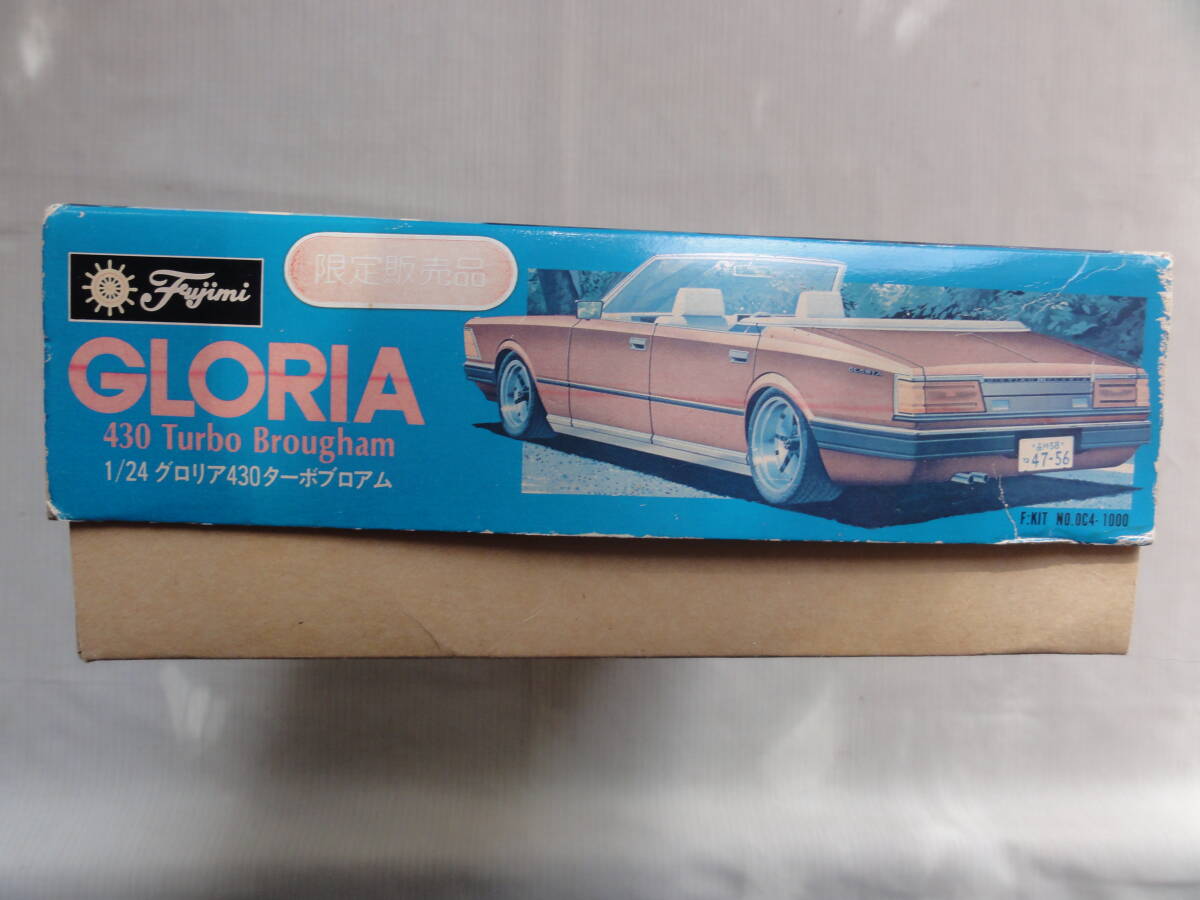 Fujimi
限定販売品
GLORIA
430 Turbo Brougham
1/24 グロリア430ターボブロアム
GLORIA
47-56
F:KIT NO.OC4-1000